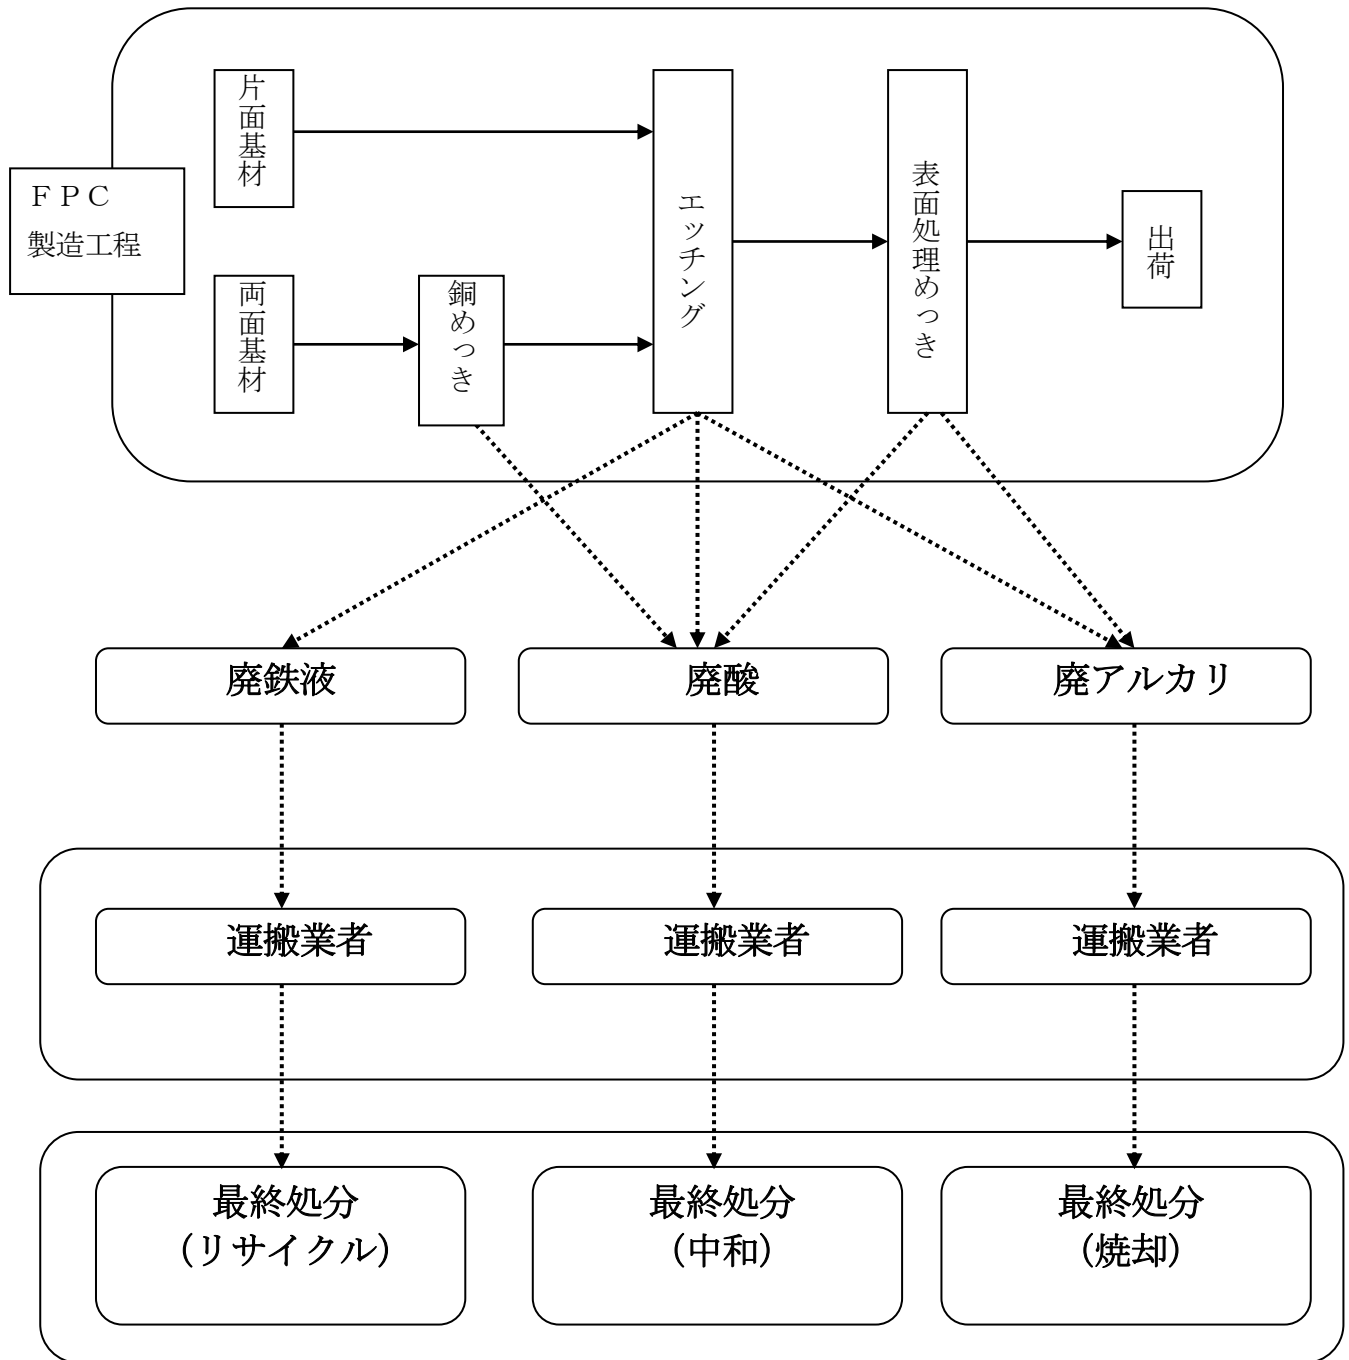 ＦＰＣ
製造工程
片面基材
両面基材
銅めっき
エッチング
表面処理めっき
出荷
廃鉄液
廃酸
廃アルカリ
運搬業者
運搬業者
運搬業者
最終処分
（リサイクル）
最終処分
（中和）
最終処分
（焼却）